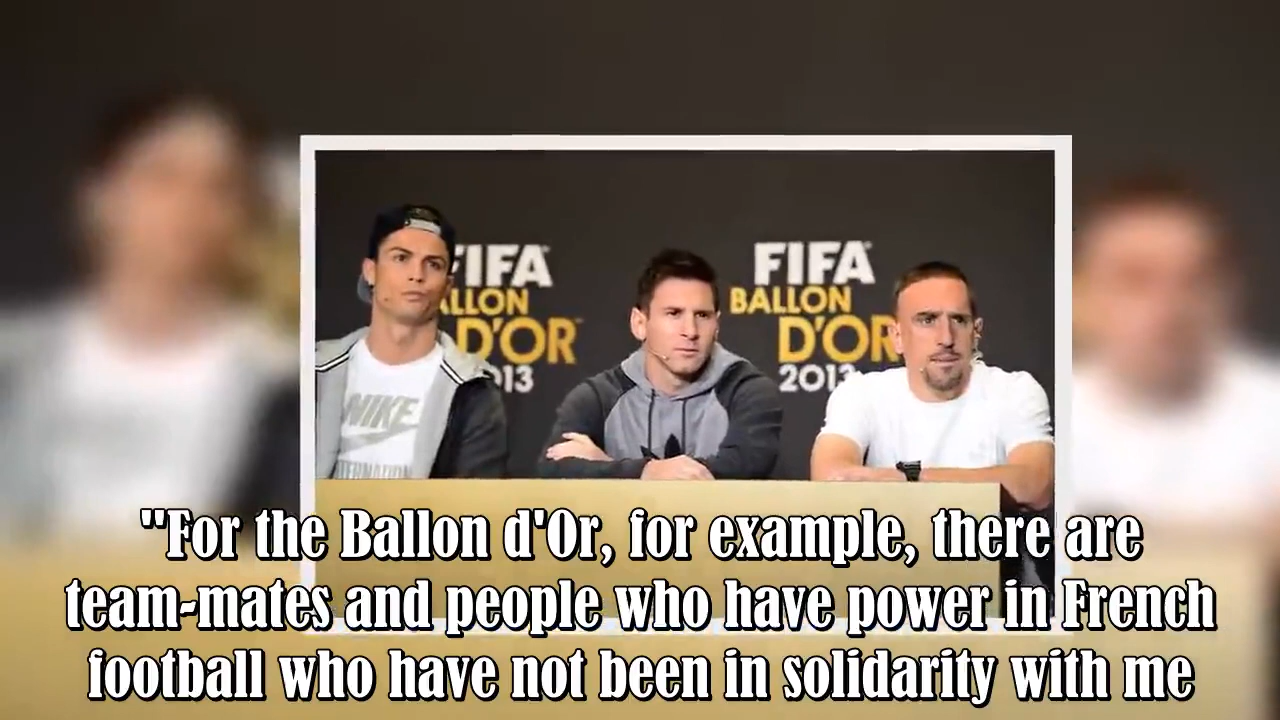 FIFA
BALLON
D'OR
2013
FIFA
BALLON
D'OR
2013
NIKE
INTERNATIONAL
"For the Ballon d'Or, for example, there are
team-mates and people who have power in French
football who have not been in solidarity with me